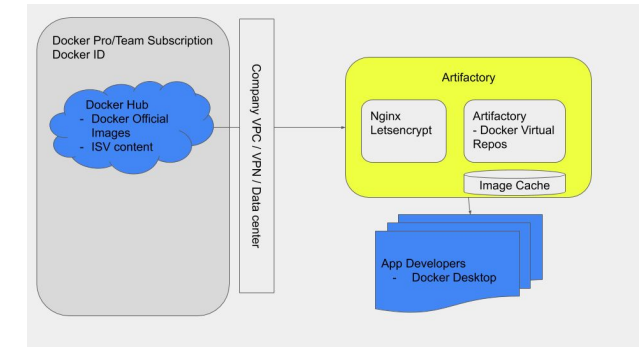 Docker Pro/Team Subscription
Docker ID
Docker Hub
- Docker Official
Images
- ISV content
Company VPC / VPN / Data center
Artifactory
Nginx
Letsencrypt
Artifactory
- Docker Virtual
Repos
Image Cache
App Developers
- Docker Desktop